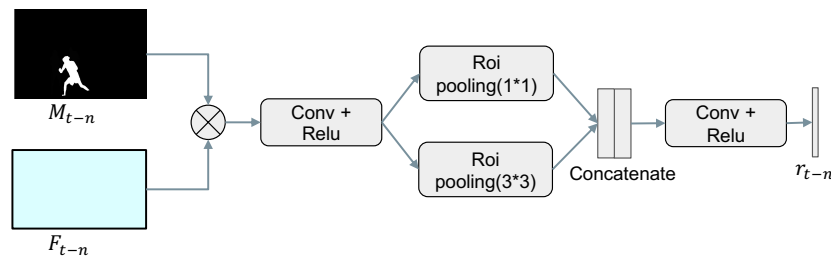 M_{t-n}
F_{t-n}
Conv +
Relu
Roi
pooling(1*1)
Roi
pooling(3*3)
Concatenate
Conv +
Relu
r_{t-n}